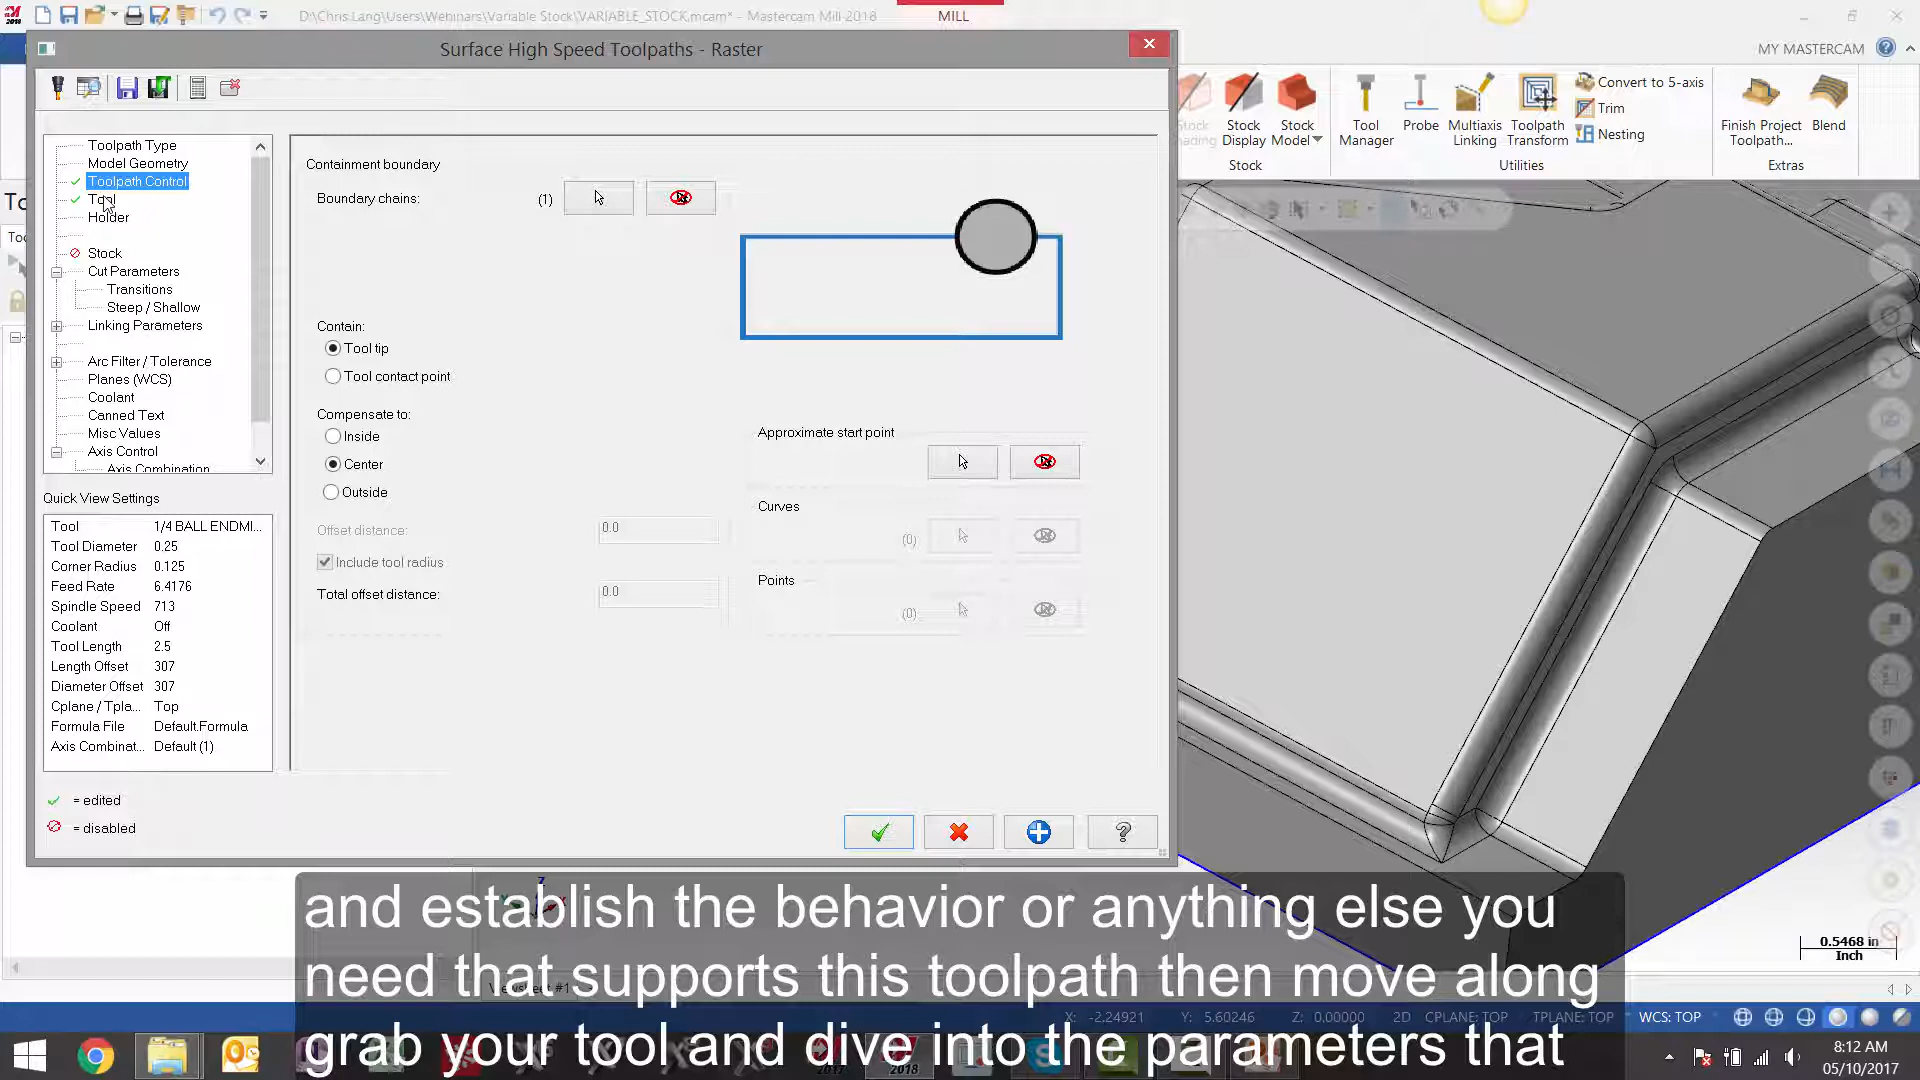 D:\Chris.Lang\Users\Webinars\Variable Stock\VARIABLE_STOCK.mcam* - Mastercam Mill 2018
MILL
MY MASTERCAM
Surface High Speed Toolpaths - Raster
Toolpath Type
Model Geometry
Toolpath Control
Tool
Holder
Stock
Cut Parameters
Transitions
Steep / Shallow
Linking Parameters
Arc Filter / Tolerance
Planes (WCS)
Coolant
Canned Text
Misc Values
Axis Control
Axis Combination
Quick View Settings
Tool 1/4 BALL ENDMI...
Tool Diameter 0.25
Corner Radius 0.125
Feed Rate 6.4176
Spindle Speed 713
Coolant Off
Tool Length 2.5
Length Offset 307
Diameter Offset 307
Cplane / Tpla... Top
Formula File Default.Formula
Axis Combinat... Default (1)
= edited
= disabled
Containment boundary
Boundary chains: (1)
Contain:
Tool tip
Tool contact point
Compensate to:
Inside
Center
Outside
Offset distance: 0.0
Include tool radius
Total offset distance: 0.0
Approximate start point
Curves
(0)
Points
(0)
Stock Display
Stock Model
Stock
Tool Manager
Probe
Multiaxis Linking
Toolpath Transform
Convert to 5-axis
Trim
Nesting
Utilities
Finish Project Toolpath...
Blend
Extras
0.5468 in
Inch
and establish the behavior or anything else you
need that supports this toolpath then move along
grab your tool and dive into the parameters that
X: -2.24921 Y: 5.60246 Z: 0.00000 2D CPLANE: TOP TPLANE: TOP WCS: TOP
8:12 AM
05/10/2017